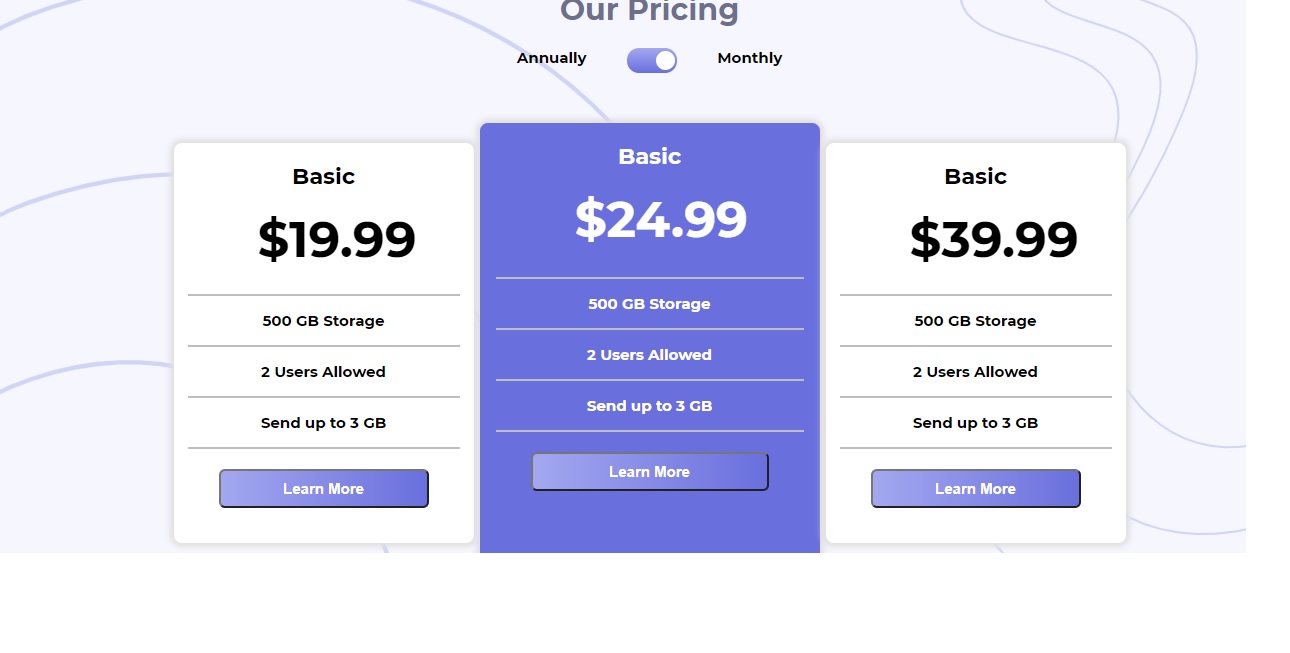 Our Pricing
Annually
Monthly
Basic
$19.99
500 GB Storage
2 Users Allowed
Send up to 3 GB
Learn More
Basic
$24.99
500 GB Storage
2 Users Allowed
Send up to 3 GB
Learn More
Basic
$39.99
500 GB Storage
2 Users Allowed
Send up to 3 GB
Learn More